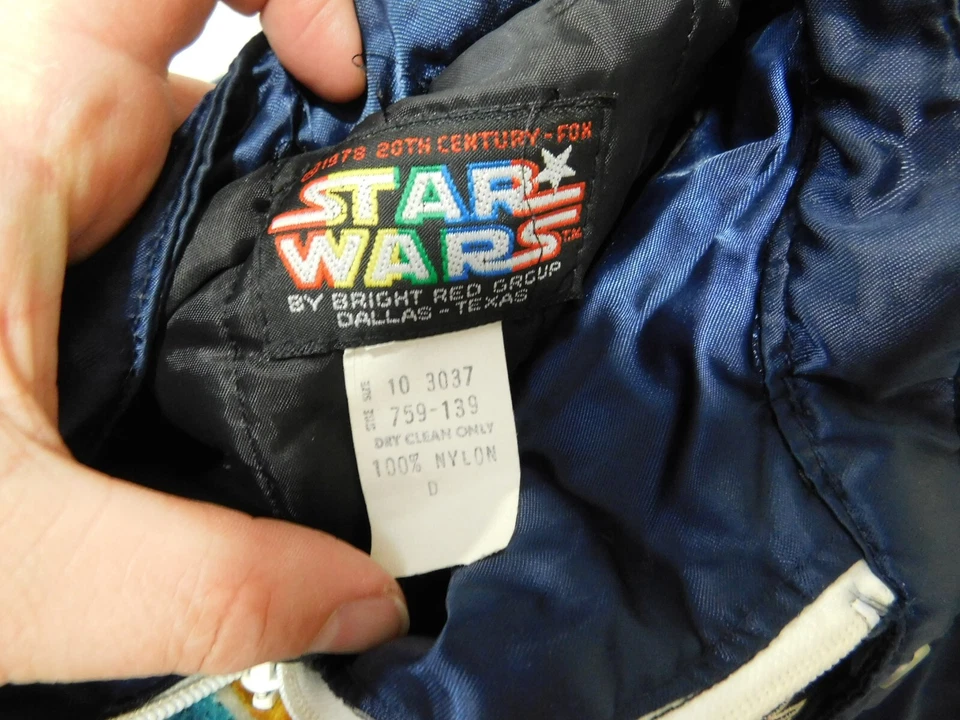 ©1978 20TH CENTURY-FOX
STAR
WARS T.M.
BY BRIGHT RED GROUP
DALLAS - TEXAS
10 3037
759-139
DRY CLEAN ONLY
100% NYLON
D